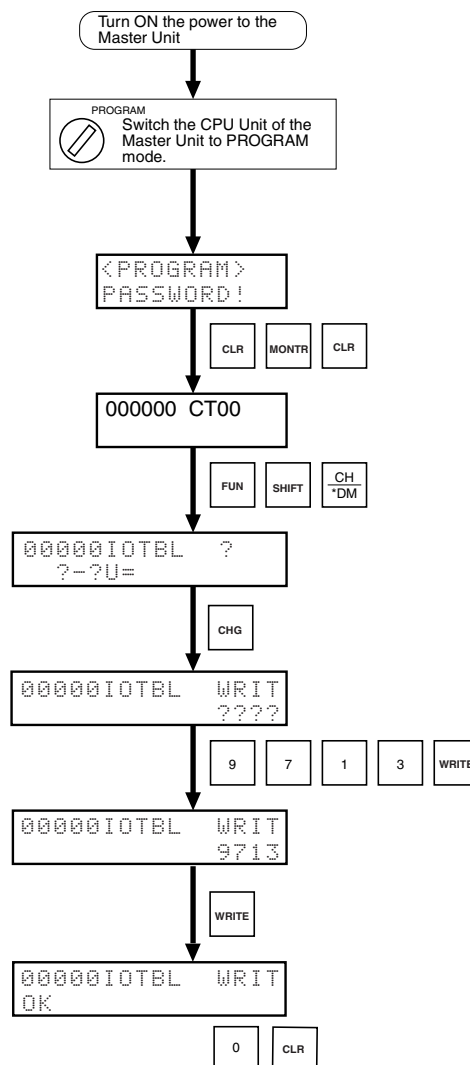 Turn ON the power to the
Master Unit
PROGRAM
Switch the CPU Unit of the
Master Unit to PROGRAM
mode.
<PROGRAM>
PASSWORD!
CLR MONTR CLR
000000 CT00
FUN SHIFT CH
*DM
00000IOTBL ?
?-?U=
CHG
00000IOTBL WRIT
????
9 7 1 3 WRITE
00000IOTBL WRIT
9713
WRITE
00000IOTBL WRIT
OK
0 CLR